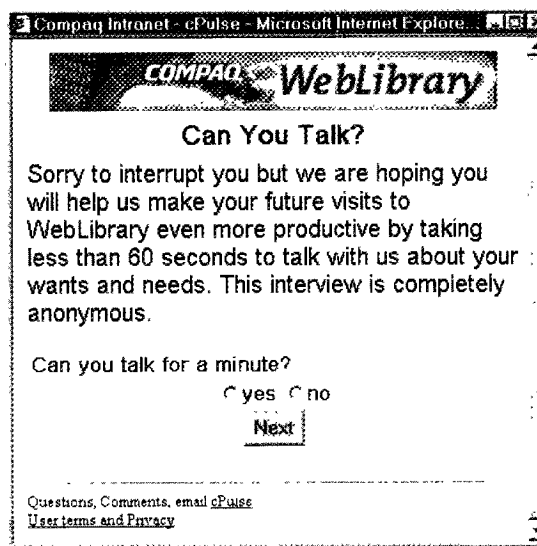 Compaq Intranet - cPulse - Microsoft Internet Explore...
COMPAQ WebLibrary
Can You Talk?
Sorry to interrupt you but we are hoping you
will help us make your future visits to
WebLibrary even more productive by taking
less than 60 seconds to talk with us about your
wants and needs. This interview is completely
anonymous.
Can you talk for a minute?
yes no
Next
Questions, Comments, email cPulse
User terms and Privacy